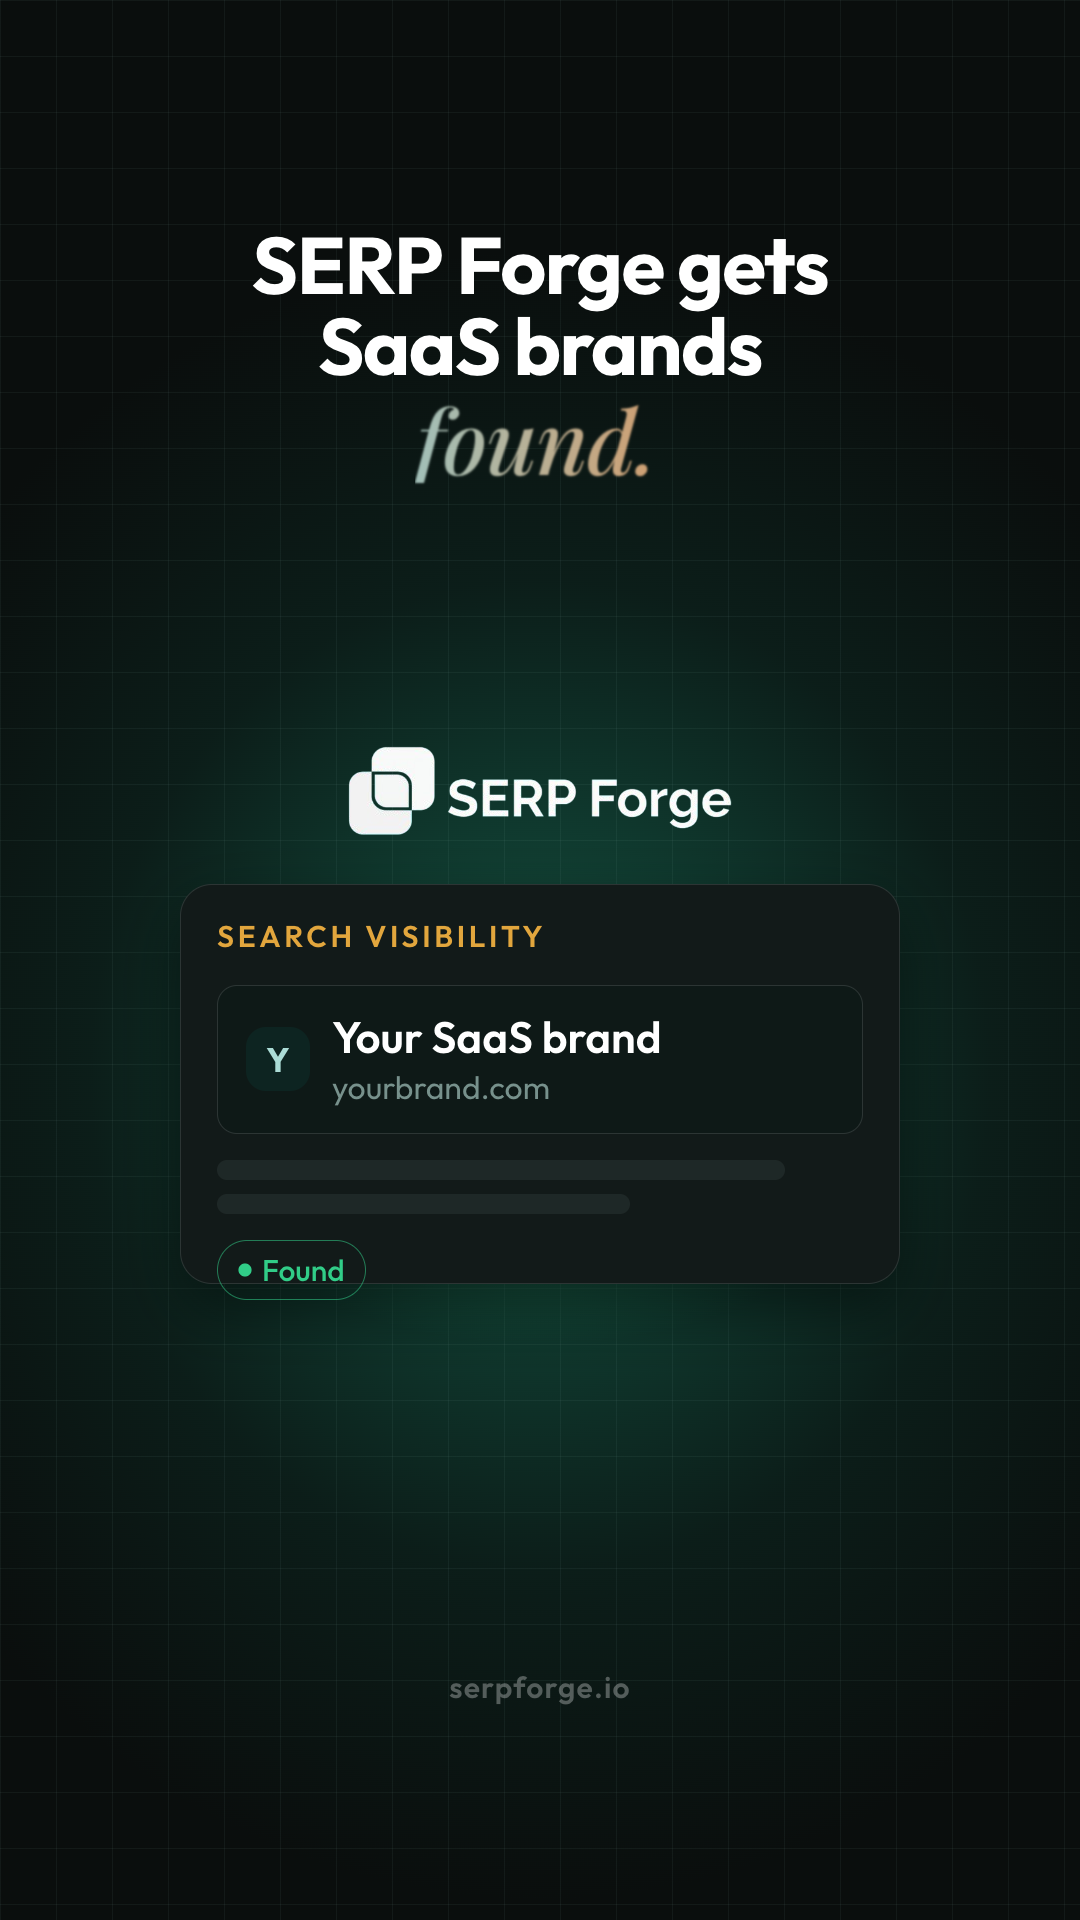 SERP Forge gets
SaaS brands
found.
SERP Forge
SEARCH VISIBILITY
Y
Your SaaS brand
yourbrand.com
Found
serpforge.io